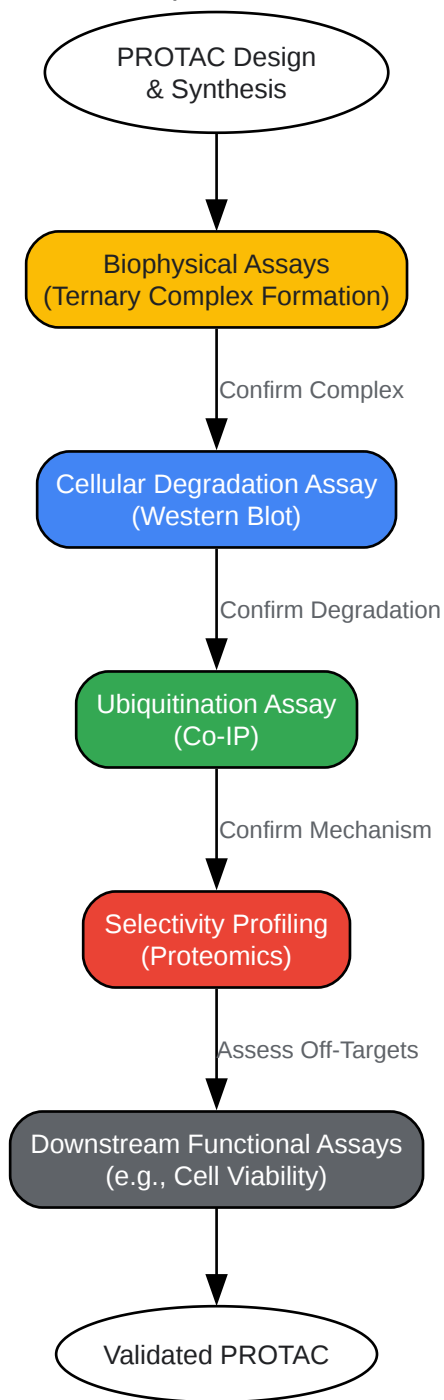 PROTAC Design
& Synthesis
Biophysical Assays
(Ternary Complex Formation)
Confirm Complex
Cellular Degradation Assay
(Western Blot)
Confirm Degradation
Ubiquitination Assay
(Co-IP)
Confirm Mechanism
Selectivity Profiling
(Proteomics)
Assess Off-Targets
Downstream Functional Assays
(e.g., Cell Viability)
Validated PROTAC